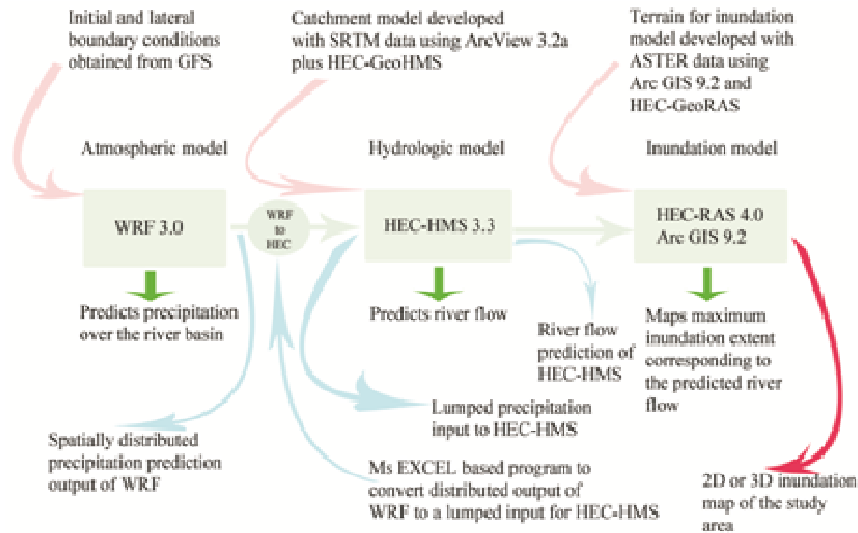 Initial and lateral
boundary conditions
obtained from GFS
Catchment model developed
with SRTM data using ArcView 3.2a
plus HEC-GeoHMS
Terrain for inundation
model developed with
ASTER data using
Arc GIS 9.2 and
HEC-GeoRAS
Atmospheric model
Hydrologic model
Inundation model
WRF 3.0
WRF
to
HEC
HEC-HMS 3.3
HEC-RAS 4.0
Arc GIS 9.2
Predicts precipitation
over the river basin
Predicts river flow
River flow
prediction of
HEC-HMS
Maps maximum
inundation extent
corresponding to
the predicted river
flow
Lumped precipitation
input to HEC-HMS
Spatially distributed
precipitation prediction
output of WRF
Ms EXCEL based program to
convert distributed output of
WRF to a lumped input for HEC-HMS
2D or 3D inundation
map of the study
area